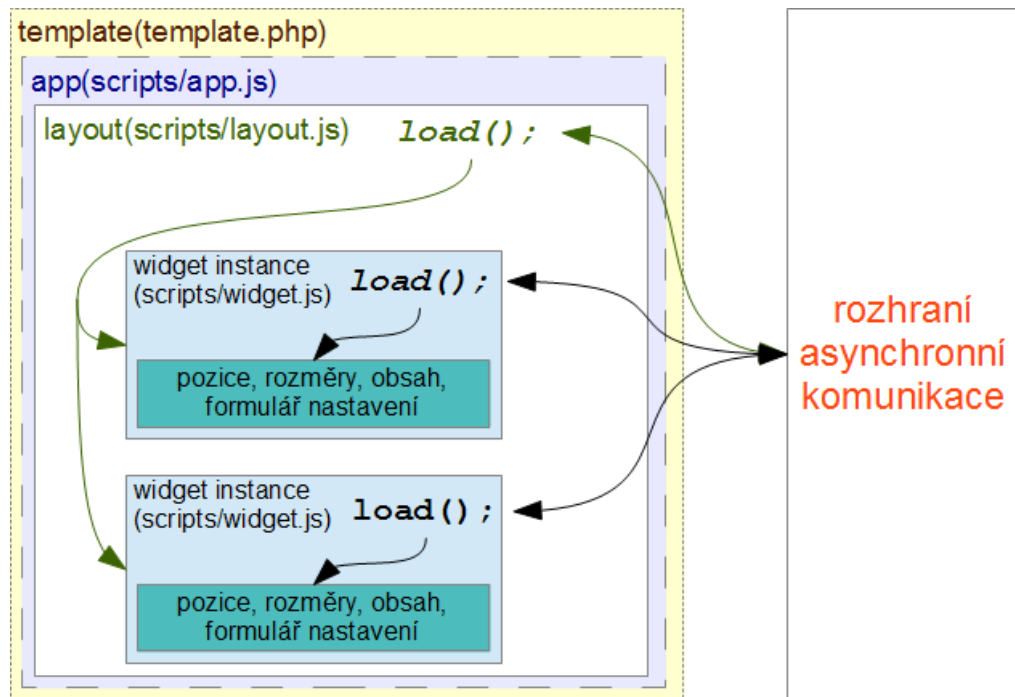 template(template.php)
app(scripts/app.js)
layout(scripts/layout.js) load();
widget instance
(scripts/widget.js) load();
pozice, rozměry, obsah,
formulář nastavení
widget instance
(scripts/widget.js) load();
pozice, rozměry, obsah,
formulář nastavení
rozhraní
asynchronní
komunikace